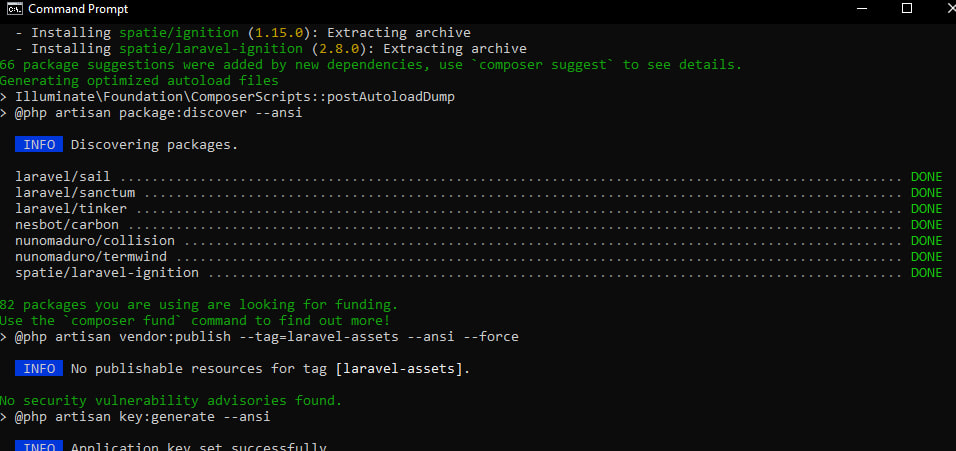 Command Prompt
- Installing spatie/ignition (1.15.0): Extracting archive
- Installing spatie/laravel-ignition (2.8.0): Extracting archive
66 package suggestions were added by new dependencies, use `composer suggest` to see details.
Generating optimized autoload files
> Illuminate\Foundation\ComposerScripts::postAutoloadDump
> @php artisan package:discover --ansi
INFO Discovering packages.
laravel/sail ................................................................................................... DONE
laravel/sanctum ................................................................................................ DONE
laravel/tinker ................................................................................................. DONE
nesbot/carbon .................................................................................................. DONE
nunomaduro/collision ........................................................................................... DONE
nunomaduro/termwind ............................................................................................ DONE
spatie/laravel-ignition ........................................................................................ DONE
82 packages you are using are looking for funding.
Use the `composer fund` command to find out more!
> @php artisan vendor:publish --tag=laravel-assets --ansi --force
INFO No publishable resources for tag [laravel-assets].
No security vulnerability advisories found.
> @php artisan key:generate --ansi
INFO Application key set successfully